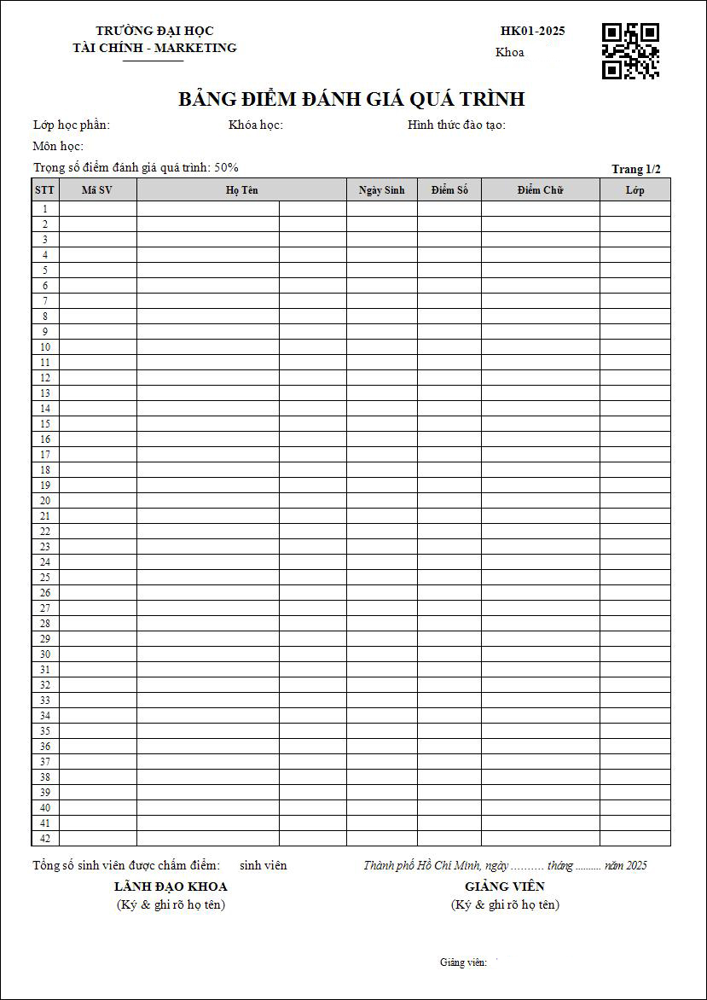 TRƯỜNG ĐẠI HỌC
TÀI CHÍNH - MARKETING
HK01-2025
Khoa
BẢNG ĐIỂM ĐÁNH GIÁ QUÁ TRÌNH
Lớp học phần: Khóa học: Hình thức đào tạo:
Môn học:
Trọng số điểm đánh giá quá trình: 50%
Trang 1/2
STT Mã SV Họ Tên Ngày Sinh Điểm Số Điểm Chữ Lớp
1
2
3
4
5
6
7
8
9
10
11
12
13
14
15
16
17
18
19
20
21
22
23
24
25
26
27
28
29
30
31
32
33
34
35
36
37
38
39
40
41
42
Tổng số sinh viên được chấm điểm: sinh viên
Thành phố Hồ Chí Minh, ngày .......... tháng .......... năm 2025
LÃNH ĐẠO KHOA
(Ký & ghi rõ họ tên)
GIẢNG VIÊN
(Ký & ghi rõ họ tên)
Giảng viên: